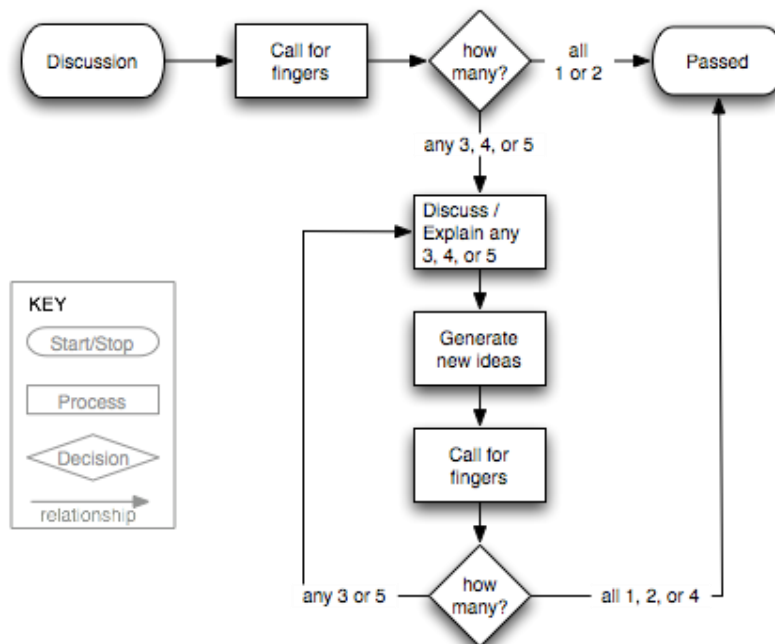 Discussion
Call for
fingers
how
many?
all
1 or 2
Passed
any 3, 4, or 5
Discuss /
Explain any
3, 4, or 5
KEY
Start/Stop
Process
Decision
relationship
Generate
new ideas
Call for
fingers
any 3 or 5
how
many?
all 1, 2, or 4